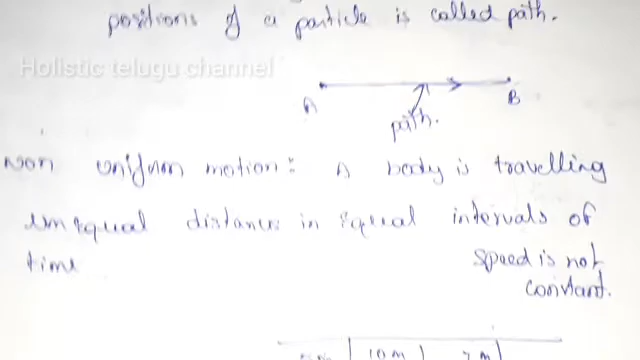 positions of a particle is called path.
Holistic telugu channel
A
B
path.
Non uniform motion: A body is travelling
unequal distance in equal intervals of
time
speed is not
constant.
10 m